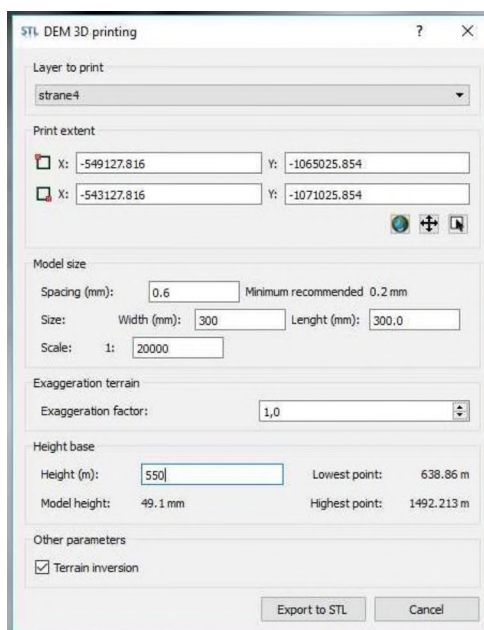 STL DEM 3D printing ? X
Layer to print
strane4
Print extent
X: -549127.816 Y: -1065025.854
X: -543127.816 Y: -1071025.854
Model size
Spacing (mm): 0.6 Minimum recommended 0.2 mm
Size: Width (mm): 300 Lenght (mm): 300.0
Scale: 1: 20000
Exaggeration terrain
Exaggeration factor: 1,0
Height base
Height (m): 550 Lowest point: 638.86 m
Model height: 49.1 mm Highest point: 1492.213 m
Other parameters
Terrain inversion
Export to STL Cancel